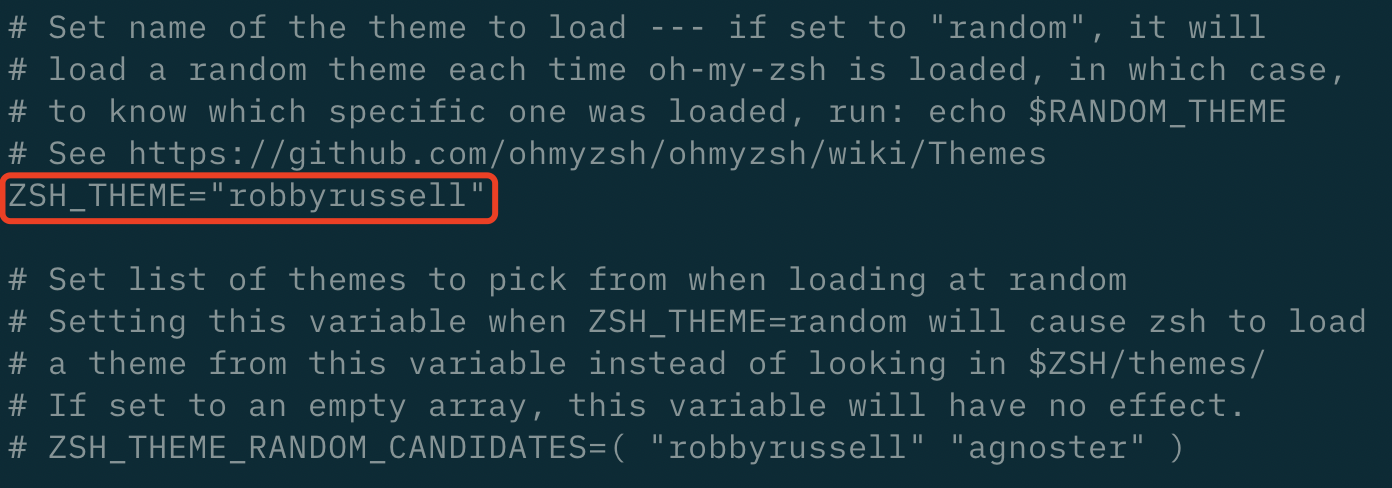 # Set name of the theme to load --- if set to "random", it will
# load a random theme each time oh-my-zsh is loaded, in which case,
# to know which specific one was loaded, run: echo $RANDOM_THEME
# See https://github.com/ohmyzsh/ohmyzsh/wiki/Themes
ZSH_THEME="robbyrussell"

# Set list of themes to pick from when loading at random
# Setting this variable when ZSH_THEME=random will cause zsh to load
# a theme from this variable instead of looking in $ZSH/themes/
# If set to an empty array, this variable will have no effect.
# ZSH_THEME_RANDOM_CANDIDATES=( "robbyrussell" "agnoster" )